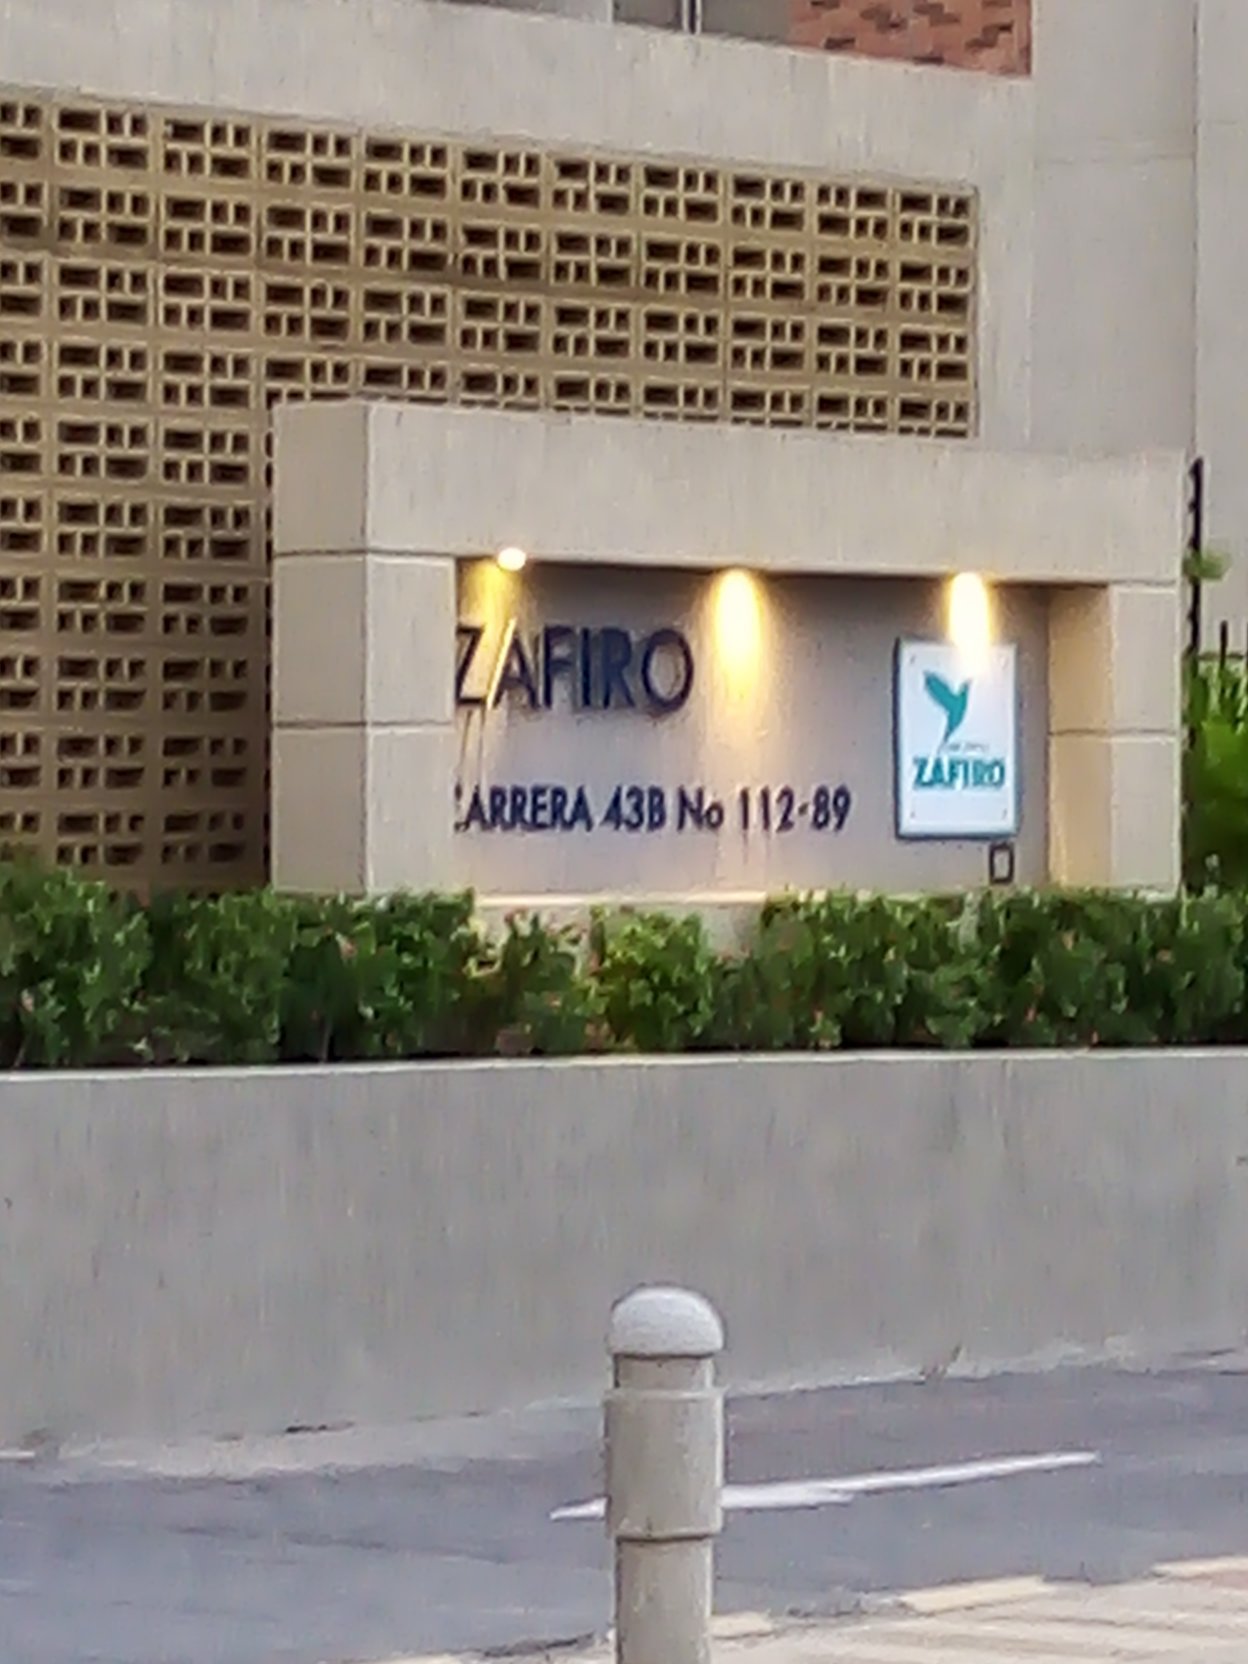 ZAFIRO
CARRERA 43B No 112-89
ZAFIRO